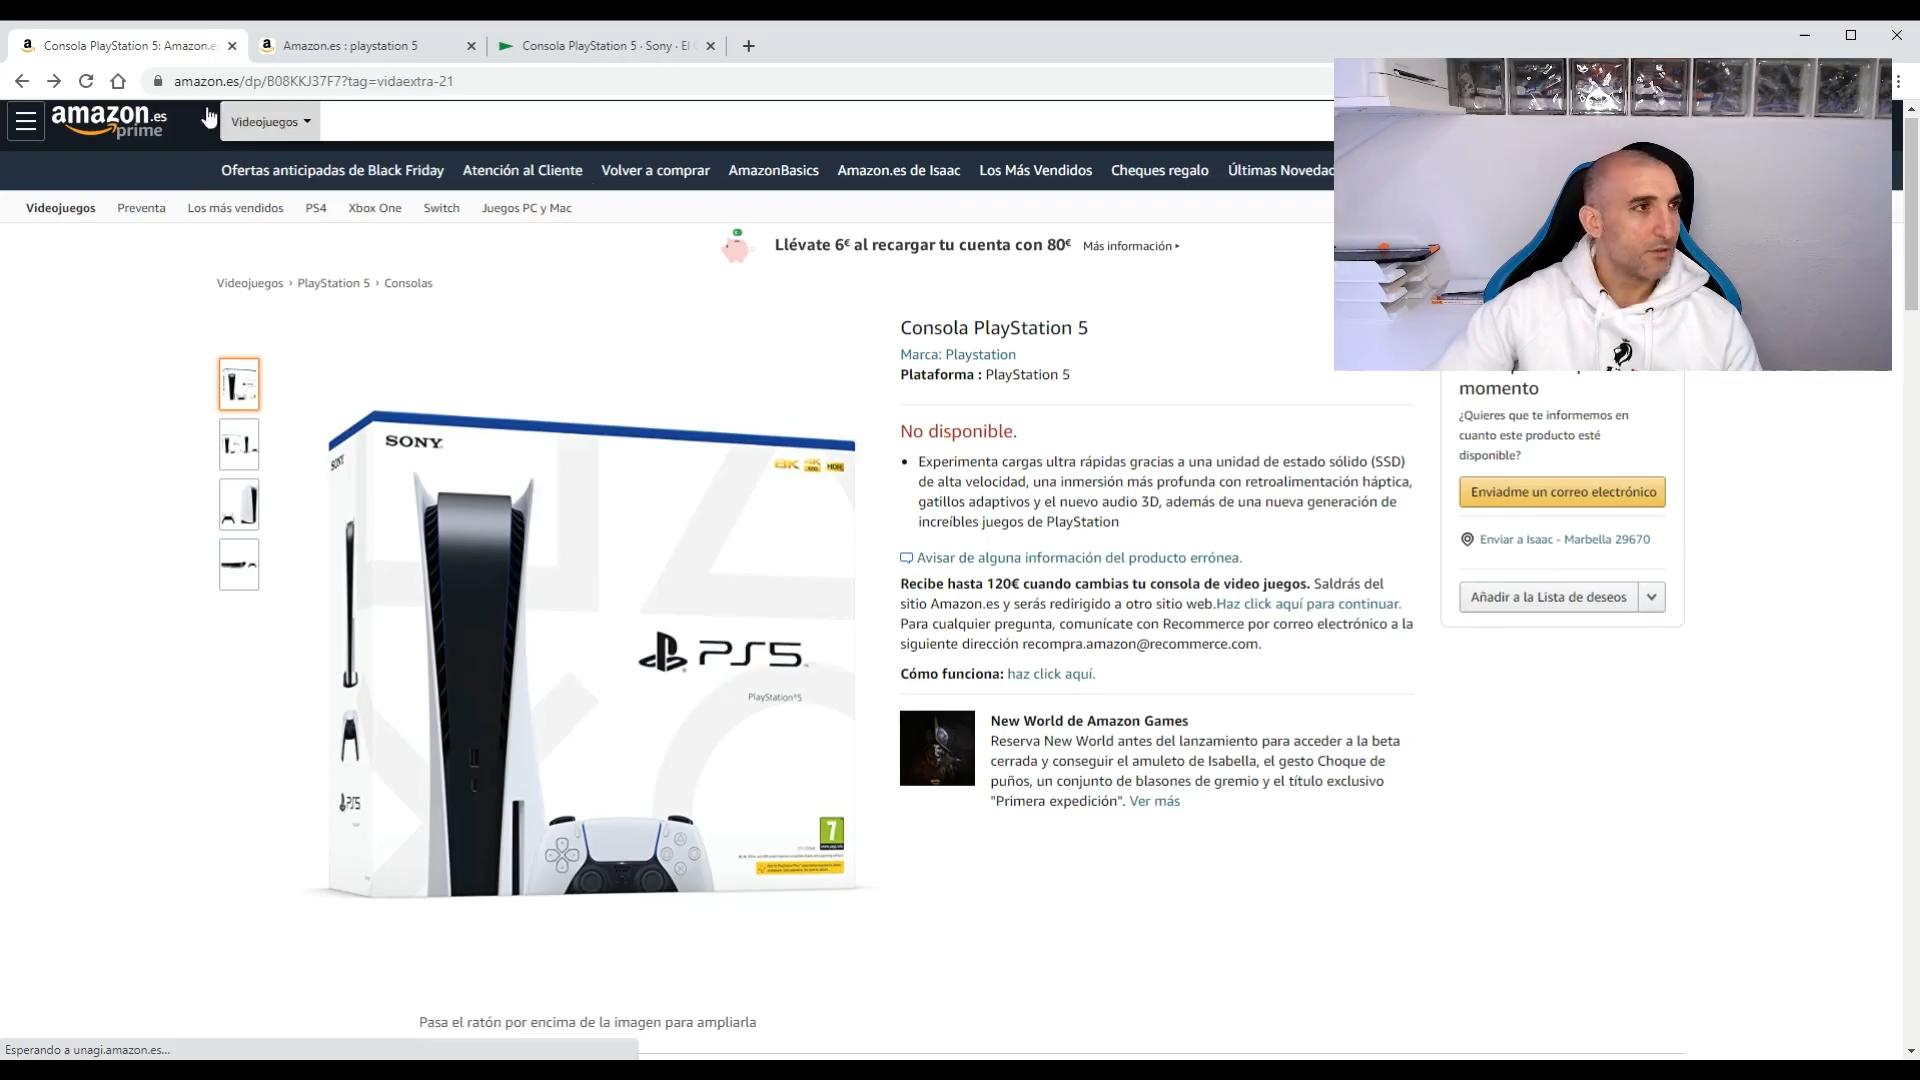 Consola PlayStation 5: Amazon.e
Amazon.es : playstation 5
Consola PlayStation 5 · Sony · El
amazon.es/dp/B08KKJ37F7?tag=vidaextra-21
amazon.es
prime
Videojuegos
Ofertas anticipadas de Black Friday Atención al Cliente Volver a comprar AmazonBasics Amazon.es de Isaac Los Más Vendidos Cheques regalo Últimas Novedad
Videojuegos Preventa Los más vendidos PS4 Xbox One Switch Juegos PC y Mac
Llévate 6€ al recargar tu cuenta con 80€ Más información ▸
Videojuegos › PlayStation 5 › Consolas
Consola PlayStation 5
Marca: Playstation
Plataforma : PlayStation 5
No disponible.
• Experimenta cargas ultra rápidas gracias a una unidad de estado sólido (SSD)
de alta velocidad, una inmersión más profunda con retroalimentación háptica,
gatillos adaptivos y el nuevo audio 3D, además de una nueva generación de
increíbles juegos de PlayStation
Avisar de alguna información del producto errónea.
Recibe hasta 120€ cuando cambias tu consola de video juegos. Saldrás del
sitio Amazon.es y serás redirigido a otro sitio web.Haz click aquí para continuar.
Para cualquier pregunta, comunícate con Recommerce por correo electrónico a la
siguiente dirección recompra.amazon@recommerce.com.
Cómo funciona: haz click aquí.
New World de Amazon Games
Reserva New World antes del lanzamiento para acceder a la beta
cerrada y conseguir el amuleto de Isabella, el gesto Choque de
puños, un conjunto de blasones de gremio y el título exclusivo
"Primera expedición". Ver más
momento
¿Quieres que te informemos en
cuanto este producto esté
disponible?
Enviadme un correo electrónico
Enviar a Isaac - Marbella 29670
Añadir a la Lista de deseos
SONY
SONY
8K 4K HDR
PS5
PlayStation®5
PS5
7
Pasa el ratón por encima de la imagen para ampliarla
Esperando a unagi.amazon.es...